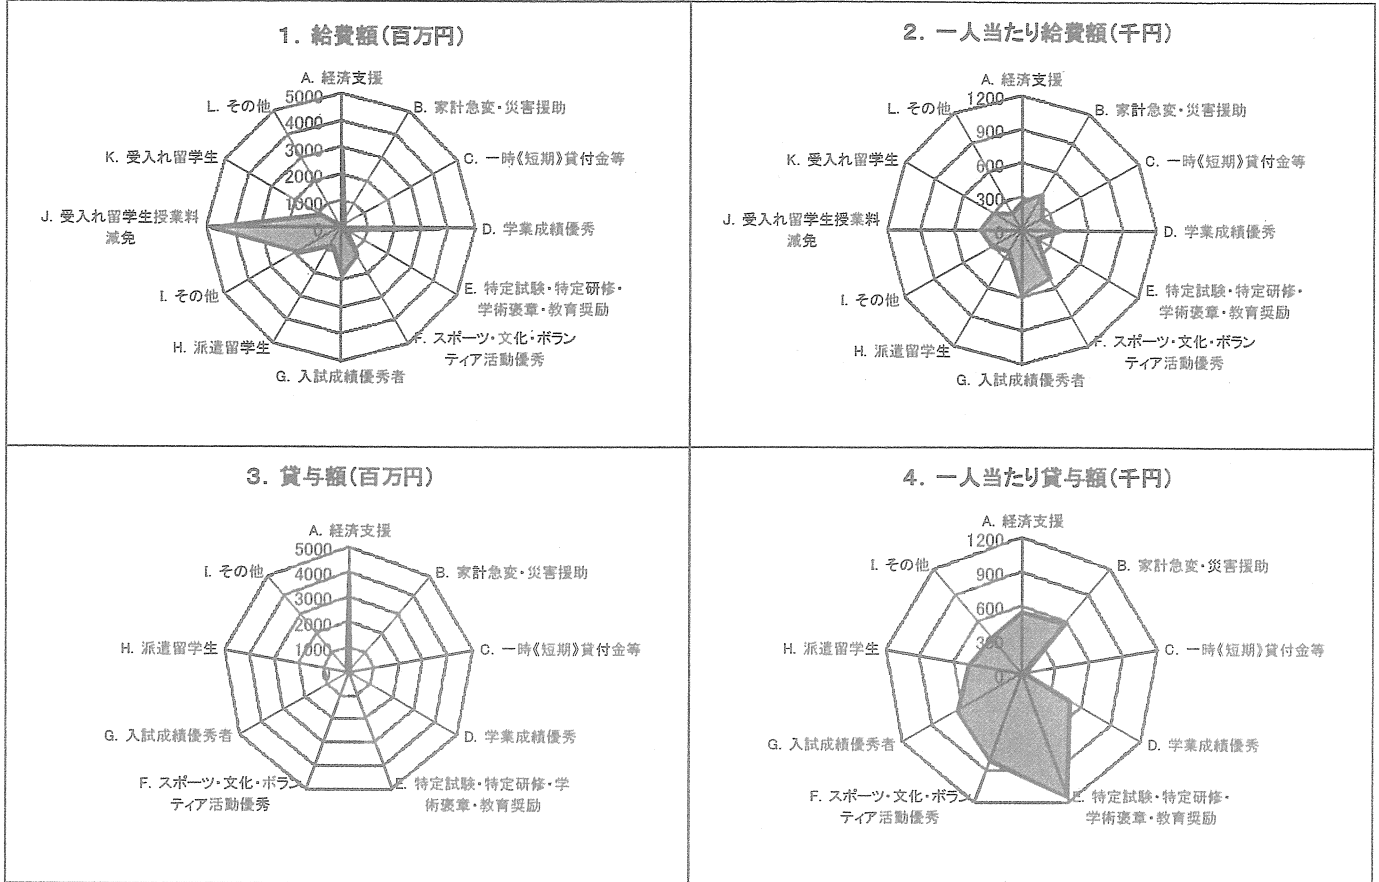 1. 給費額(百万円)
A. 経済支援
5000
4000
3000
2000
1000
0
B. 家計急変・災害援助
C. 一時《短期》貸付金等
D. 学業成績優秀
E. 特定試験・特定研修・
学術褒章・教育奨励
F. スポーツ・文化・ボラン
ティア活動優秀
G. 入試成績優秀者
H. 派遣留学生
I. その他
J. 受入れ留学生授業料
減免
K. 受入れ留学生
L. その他
2. 一人当たり給費額(千円)
A. 経済支援
1200
900
600
300
0
B. 家計急変・災害援助
C. 一時《短期》貸付金等
D. 学業成績優秀
E. 特定試験・特定研修・
学術褒章・教育奨励
F. スポーツ・文化・ボラン
ティア活動優秀
G. 入試成績優秀者
H. 派遣留学生
I. その他
J. 受入れ留学生授業料
減免
K. 受入れ留学生
L. その他
3. 貸与額(百万円)
A. 経済支援
5000
4000
3000
2000
1000
0
B. 家計急変・災害援助
C. 一時《短期》貸付金等
D. 学業成績優秀
E. 特定試験・特定研修・学
術褒章・教育奨励
F. スポーツ・文化・ボラン
ティア活動優秀
G. 入試成績優秀者
H. 派遣留学生
I. その他
4. 一人当たり貸与額(千円)
A. 経済支援
1200
900
600
300
0
B. 家計急変・災害援助
C. 一時《短期》貸付金等
D. 学業成績優秀
E. 特定試験・特定研修・
学術褒章・教育奨励
F. スポーツ・文化・ボラン
ティア活動優秀
G. 入試成績優秀者
H. 派遣留学生
I. その他